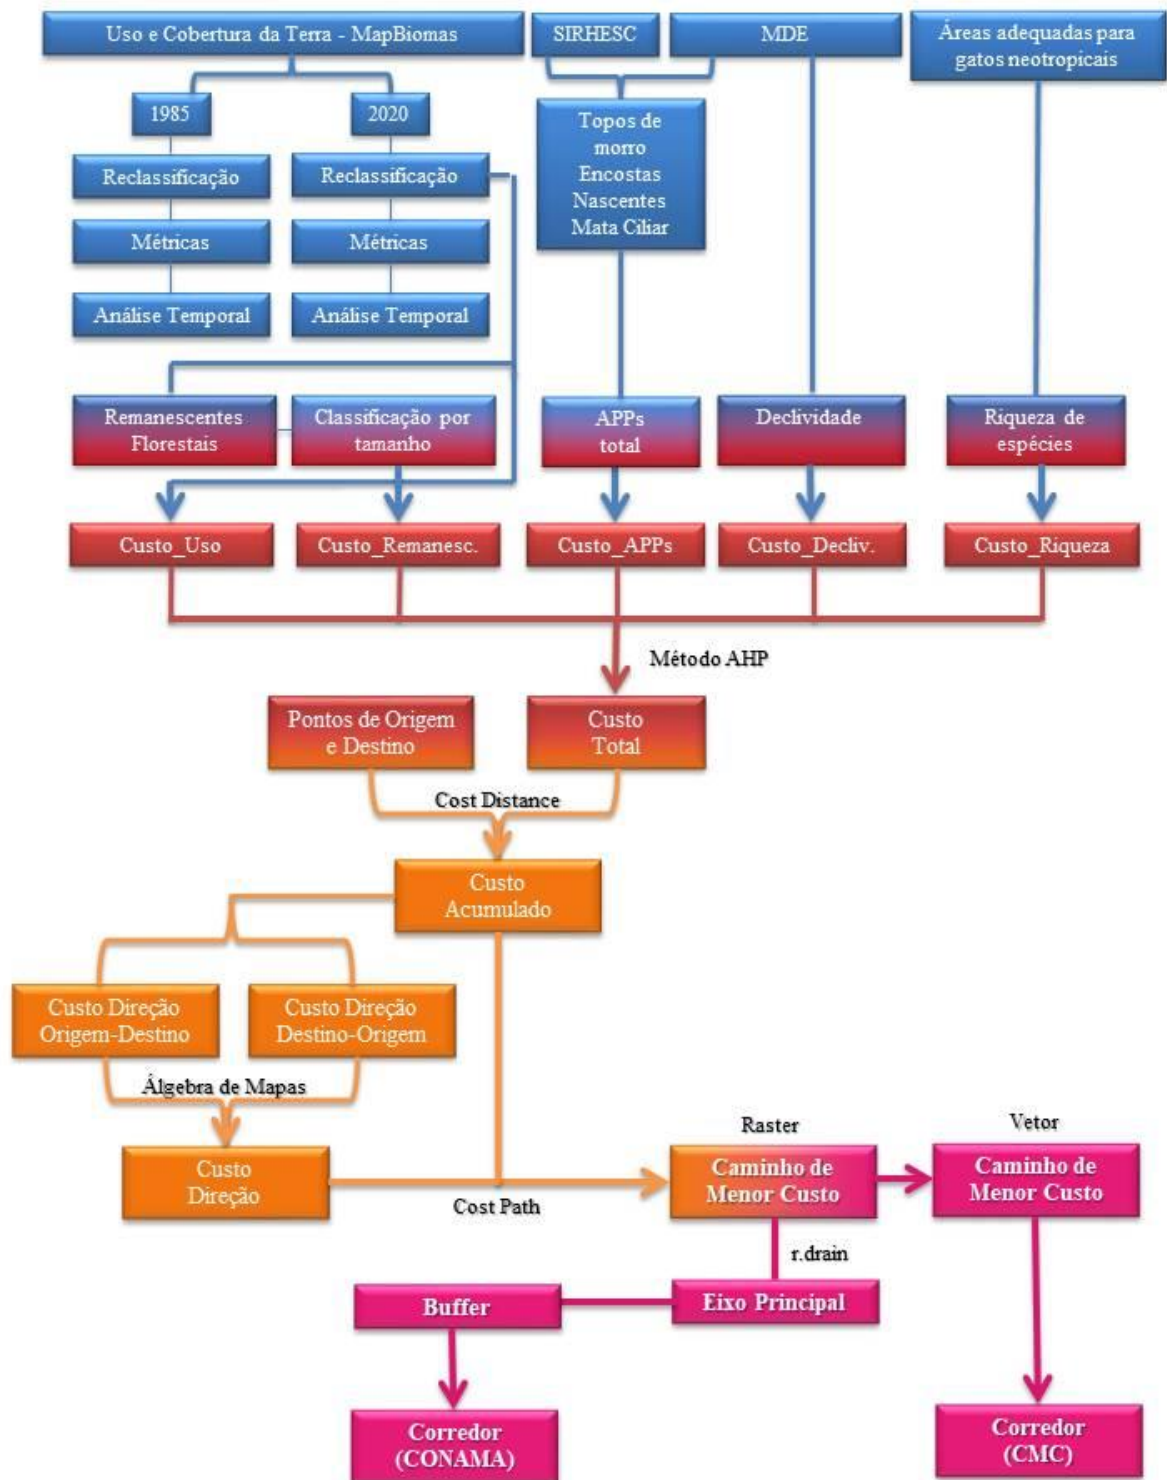 Uso e Cobertura da Terra - MapBiomas
SIRHESC
MDE
Áreas adequadas para
gatos neotropicais
1985
2020
Topos de
morro
Encostas
Nascentes
Mata Ciliar
Reclassificação
Reclassificação
Métricas
Métricas
Análise Temporal
Análise Temporal
Remanescentes
Florestais
Classificação por
tamanho
APPs
total
Declividade
Riqueza de
espécies
Custo_Uso
Custo_Remanesc.
Custo_APPs
Custo_Decliv.
Custo_Riqueza
Método AHP
Pontos de Origem
e Destino
Custo
Total
Cost Distance
Custo
Acumulado
Custo Direção
Origem-Destino
Custo Direção
Destino-Origem
Álgebra de Mapas
Custo
Direção
Cost Path
Raster
Caminho de
Menor Custo
Vetor
Caminho de
Menor Custo
r.drain
Eixo Principal
Buffer
Corredor
(CONAMA)
Corredor
(CMC)